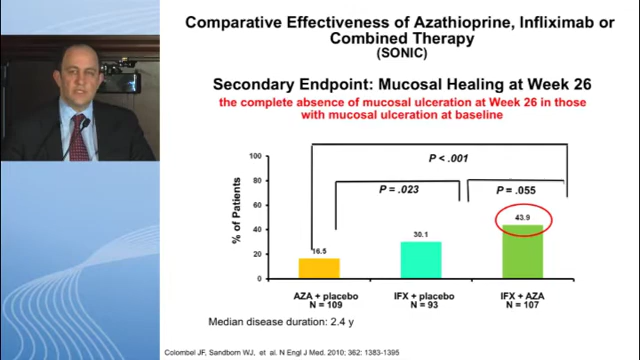 Comparative Effectiveness of Azathioprine, Infliximab or
Combined Therapy
(SONIC)
Secondary Endpoint: Mucosal Healing at Week 26
the complete absence of mucosal ulceration at Week 26 in those
with mucosal ulceration at baseline
100
80
60
40
20
0
% of Patients
P < .001
P = .023
P = .055
16.5
30.1
43.9
AZA + placebo
N = 109
IFX + placebo
N = 93
IFX + AZA
N = 107
Median disease duration: 2.4 y
Colombel JF, Sandborn WJ, et al. N Engl J Med. 2010; 362: 1383-1395